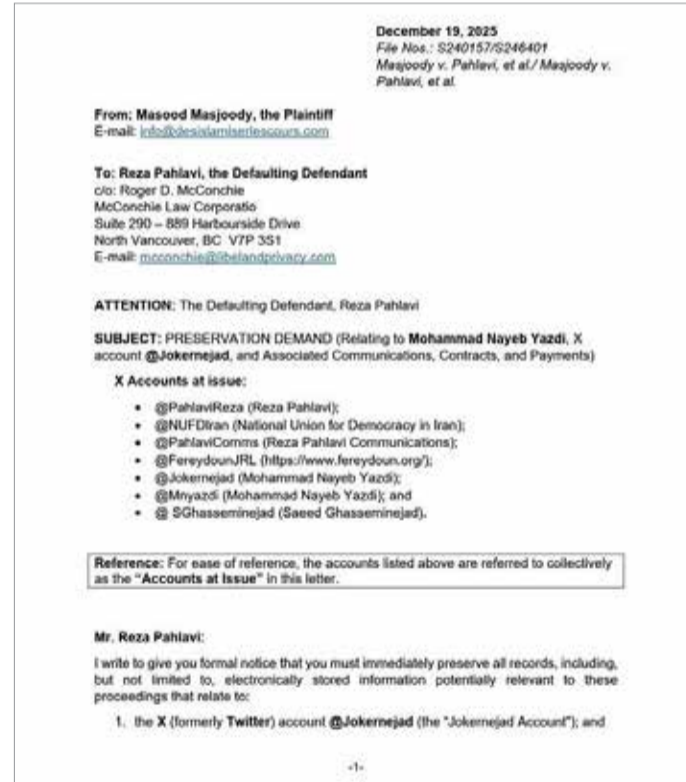 December 19, 2025
File Nos.: S240157/S246401
Masjoody v. Pahlavi, et al./ Masjoody v.
Pahlavi, et al.
From: Masood Masjoody, the Plaintiff
E-mail: info@desislamiserlescours.com
To: Reza Pahlavi, the Defaulting Defendant
c/o: Roger D. McConchie
McConchie Law Corporatio
Suite 290 – 889 Harbourside Drive
North Vancouver, BC V7P 3S1
E-mail: mcconchie@libelandprivacy.com
ATTENTION: The Defaulting Defendant, Reza Pahlavi
SUBJECT: PRESERVATION DEMAND (Relating to Mohammad Nayeb Yazdi, X
account @Jokernejad, and Associated Communications, Contracts, and Payments)
X Accounts at issue:
• @PahlaviReza (Reza Pahlavi);
• @NUFDIran (National Union for Democracy in Iran);
• @PahlaviComms (Reza Pahlavi Communications);
• @FereydounJRL (https://www.fereydoun.org/);
• @Jokernejad (Mohammad Nayeb Yazdi);
• @Mnyazdi (Mohammad Nayeb Yazdi); and
• @ SGhasseminejad (Saeed Ghasseminejad).
Reference: For ease of reference, the accounts listed above are referred to collectively
as the "Accounts at Issue" in this letter.
Mr. Reza Pahlavi:
I write to give you formal notice that you must immediately preserve all records, including,
but not limited to, electronically stored information potentially relevant to these
proceedings that relate to:
1. the X (formerly Twitter) account @Jokernejad (the "Jokernejad Account"); and
-1-